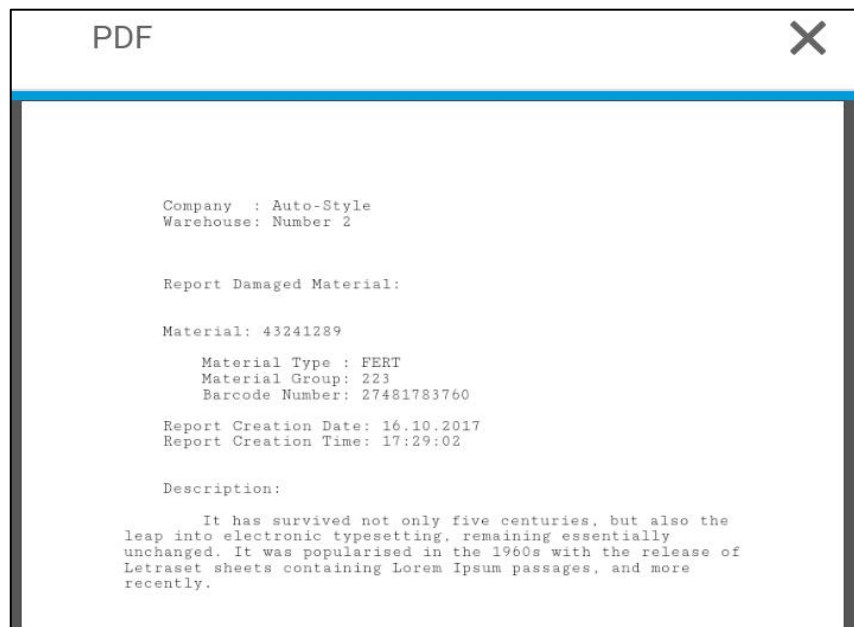 PDF
Company  : Auto-Style
Warehouse: Number 2
Report Damaged Material:
Material: 43241289
Material Type : FERT
Material Group: 223
Barcode Number: 27481783760
Report Creation Date: 16.10.2017
Report Creation Time: 17:29:02
Description:
It has survived not only five centuries, but also the
leap into electronic typesetting, remaining essentially
unchanged. It was popularised in the 1960s with the release of
Letraset sheets containing Lorem Ipsum passages, and more
recently.